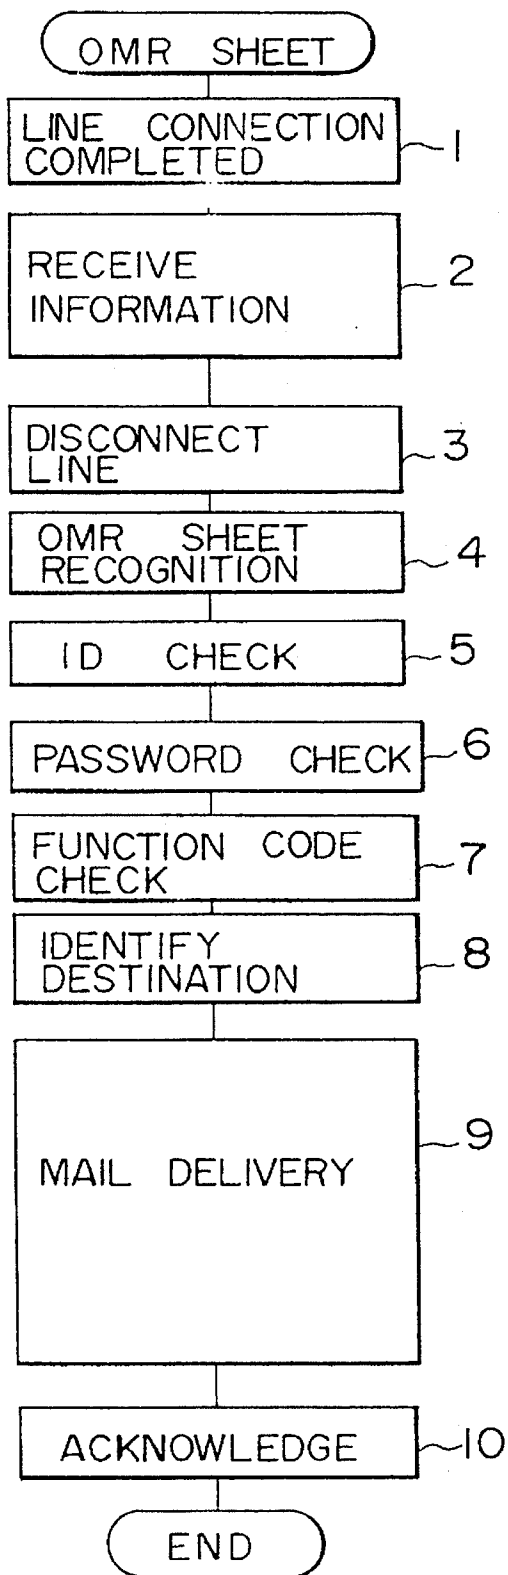 OMR SHEET
LINE CONNECTION
COMPLETED
1
RECEIVE
INFORMATION
2
DISCONNECT
LINE
3
OMR SHEET
RECOGNITION
4
ID CHECK
5
PASSWORD CHECK
6
FUNCTION CODE
CHECK
7
IDENTIFY
DESTINATION
8
MAIL DELIVERY
9
ACKNOWLEDGE
10
END